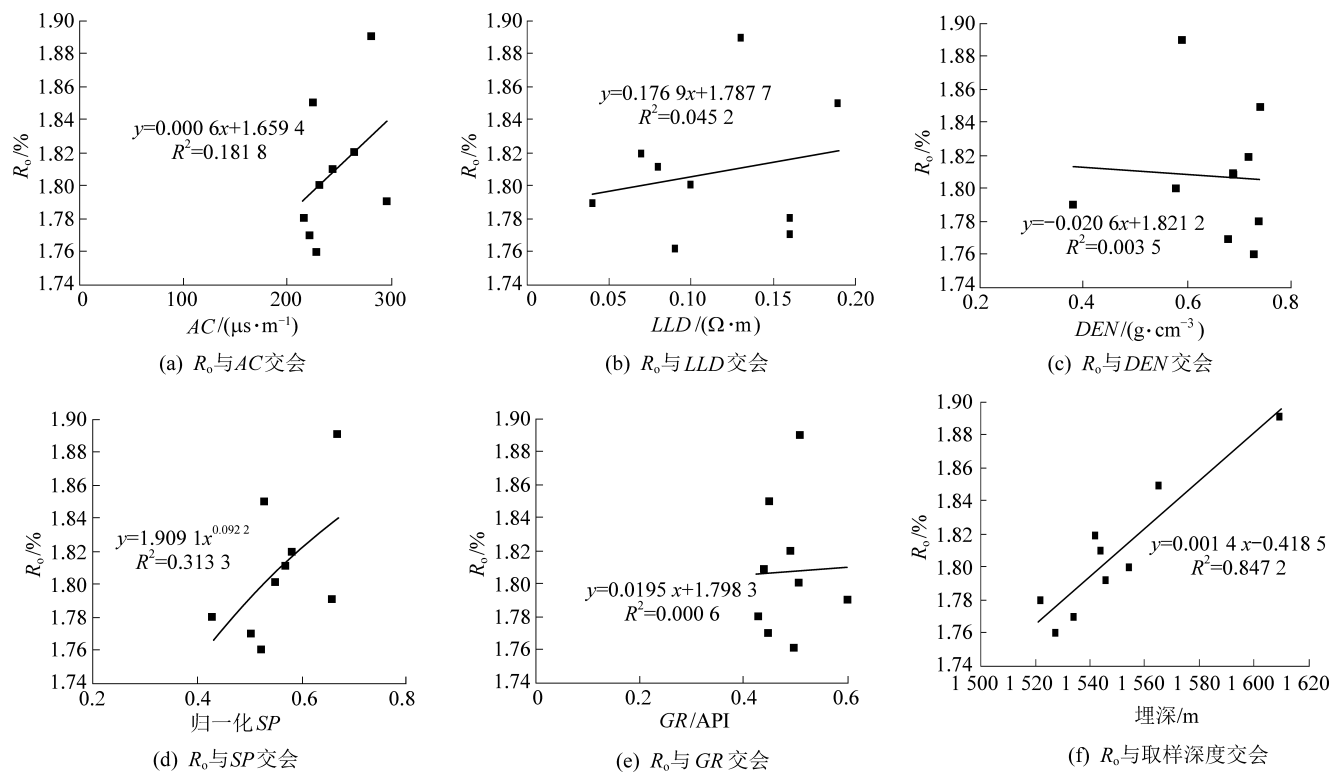 1.90
1.88
1.86
1.84
1.82
1.80
1.78
1.76
1.74
Ro/%
y=0.000 6x+1.659 4
R²=0.181 8
0 100 200 300
AC/(μs·m⁻¹)
(a) Ro与AC交会
1.90
1.88
1.86
1.84
1.82
1.80
1.78
1.76
1.74
Ro/%
y=0.176 9x+1.787 7
R²=0.045 2
0 0.05 0.10 0.15 0.20
LLD/(Ω·m)
(b) Ro与LLD交会
1.90
1.88
1.86
1.84
1.82
1.80
1.78
1.76
1.74
Ro/%
y=−0.020 6x+1.821 2
R²=0.003 5
0.2 0.4 0.6 0.8
DEN/(g·cm⁻³)
(c) Ro与DEN交会
1.90
1.88
1.86
1.84
1.82
1.80
1.78
1.76
1.74
Ro/%
y=1.909 1x^0.092 2
R²=0.313 3
0.2 0.4 0.6 0.8
归一化SP
(d) Ro与SP交会
1.90
1.88
1.86
1.84
1.82
1.80
1.78
1.76
1.74
Ro/%
y=0.0195 x+1.798 3
R²=0.000 6
0 0.2 0.4 0.6
GR/API
(e) Ro与GR交会
1.90
1.88
1.86
1.84
1.82
1.80
1.78
1.76
1.74
Ro/%
y=0.001 4 x−0.418 5
R²=0.847 2
1 500 1 520 1 540 1 560 1 580 1 600 1 620
埋深/m
(f) Ro与取样深度交会